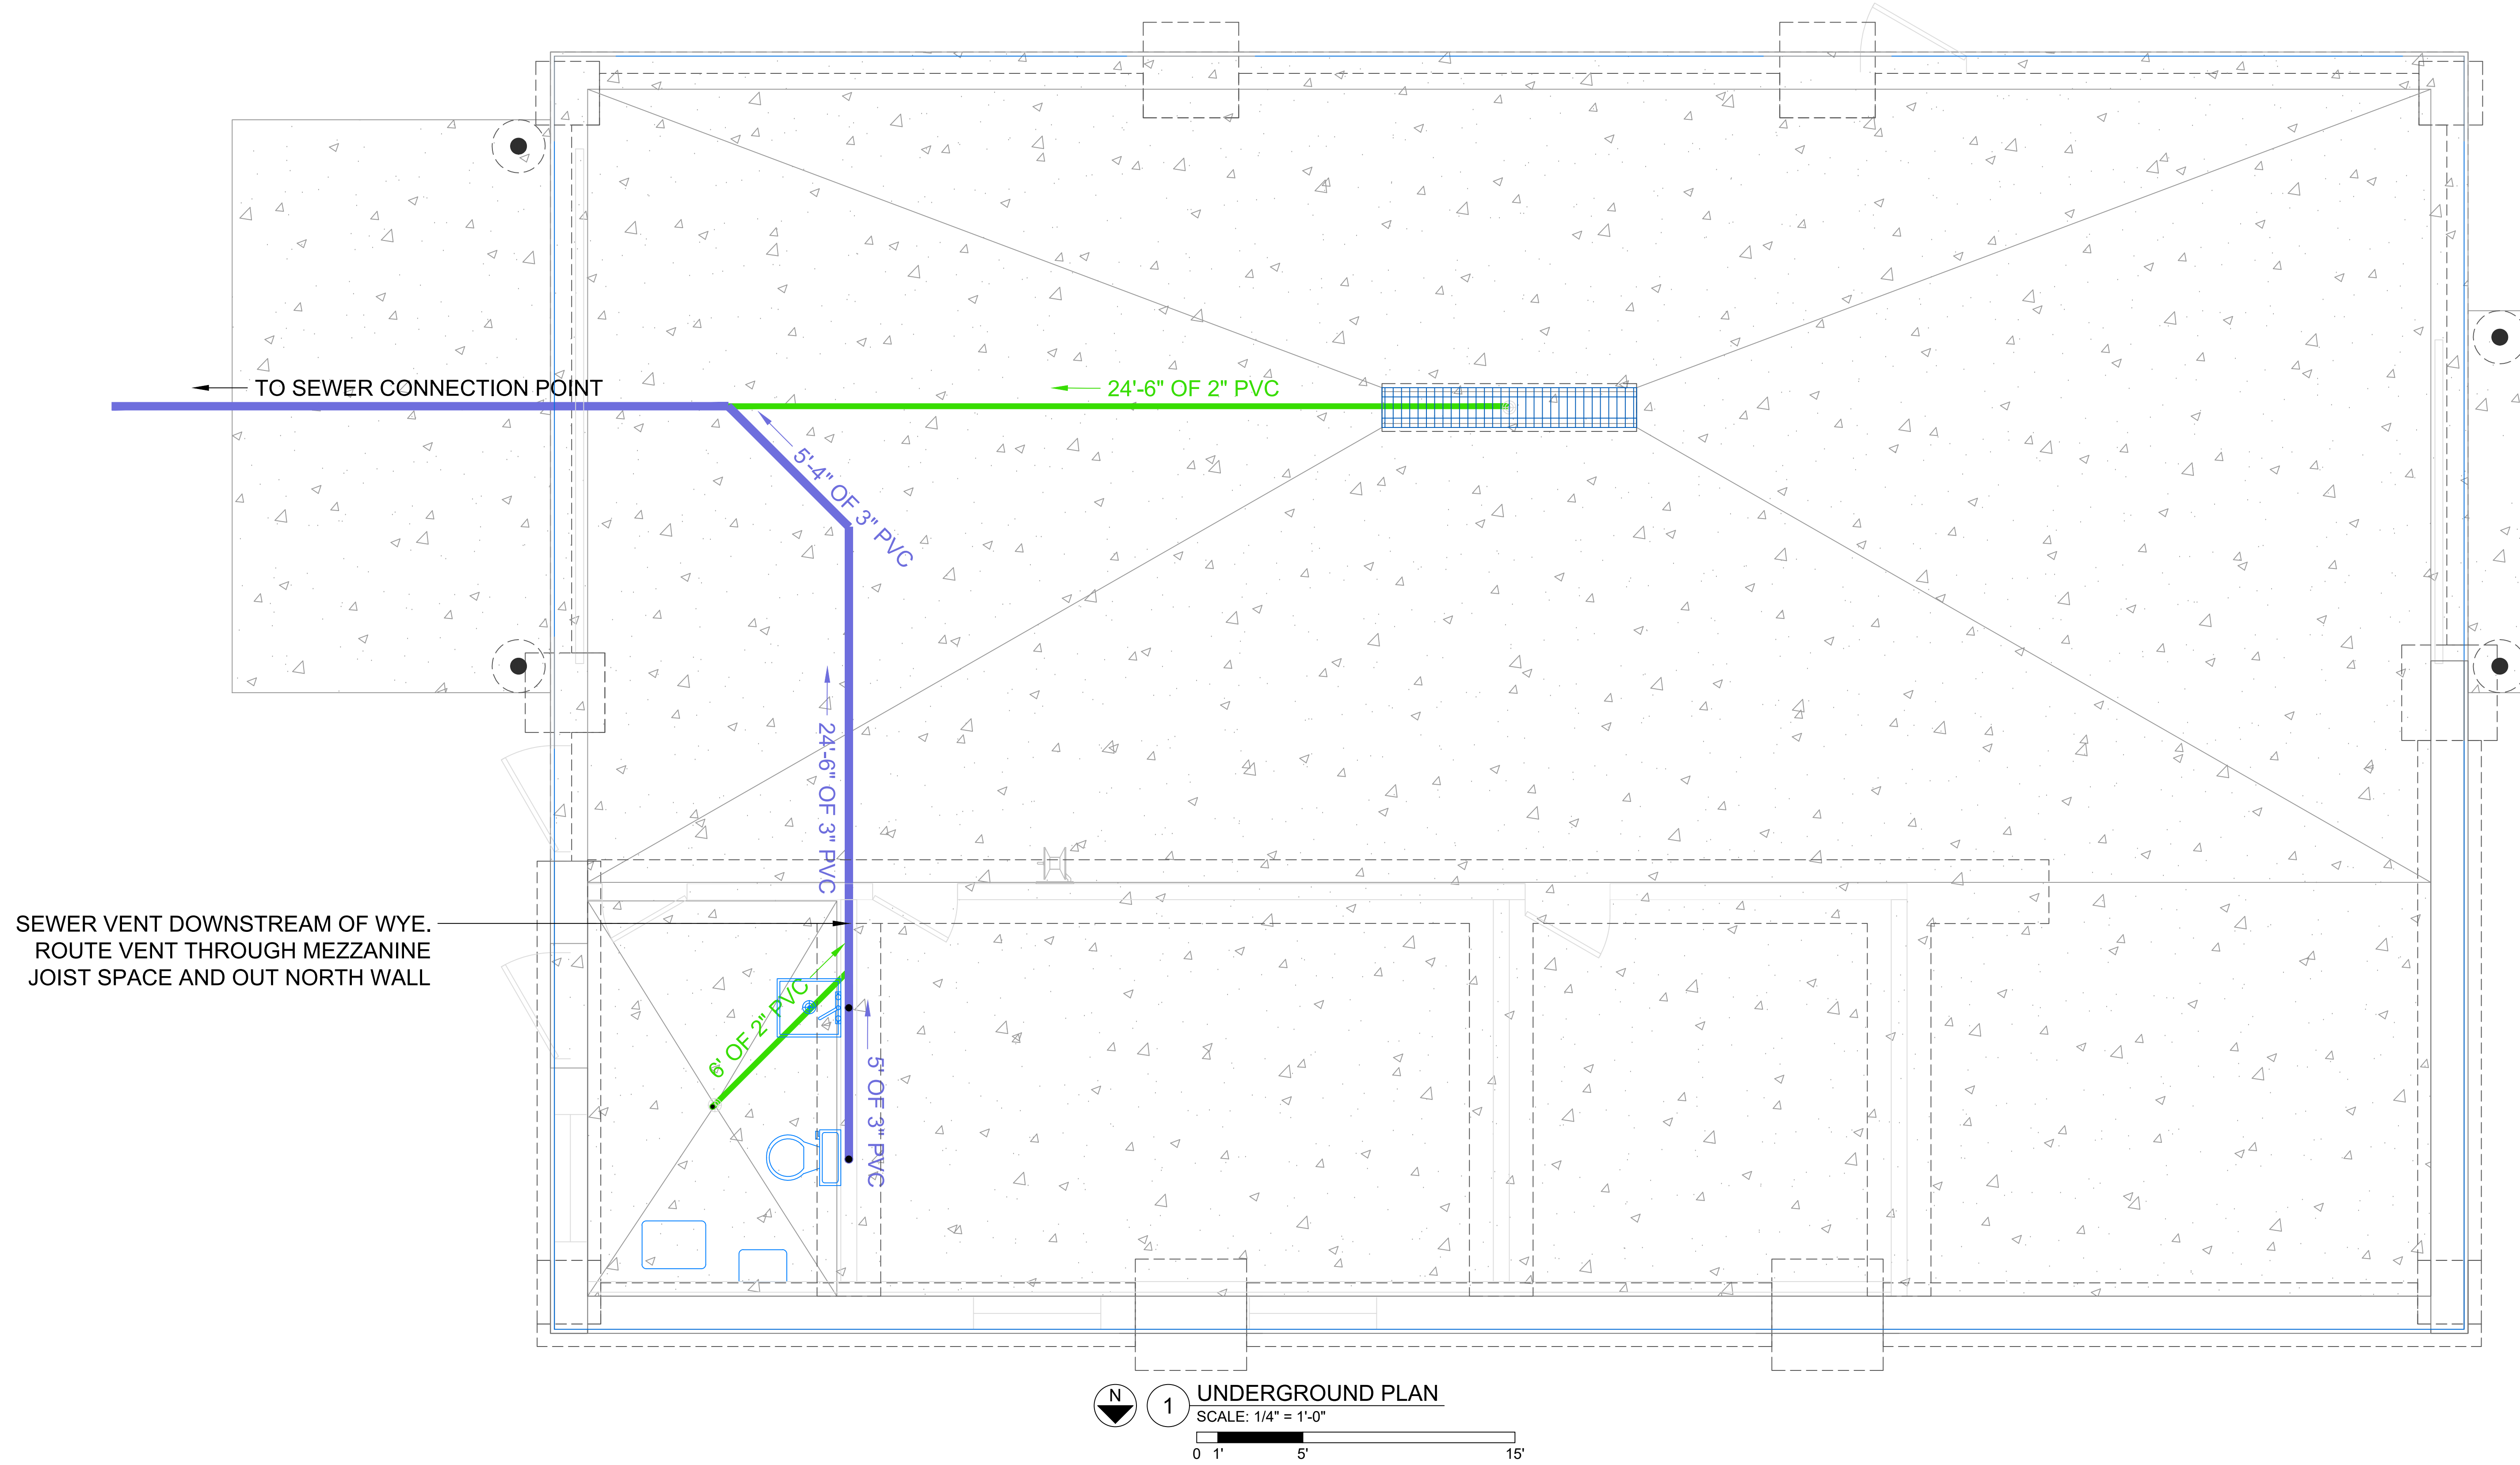 TO SEWER CONNECTION POINT
24'-6" OF 2" PVC
5'-4" OF 3" PVC
24'-6" OF 3" PVC
SEWER VENT DOWNSTREAM OF WYE.
ROUTE VENT THROUGH MEZZANINE
JOIST SPACE AND OUT NORTH WALL
6' OF 2" PVC
5' OF 3" PVC
N
1
UNDERGROUND PLAN
SCALE: 1/4" = 1'-0"
0 1' 5' 15'